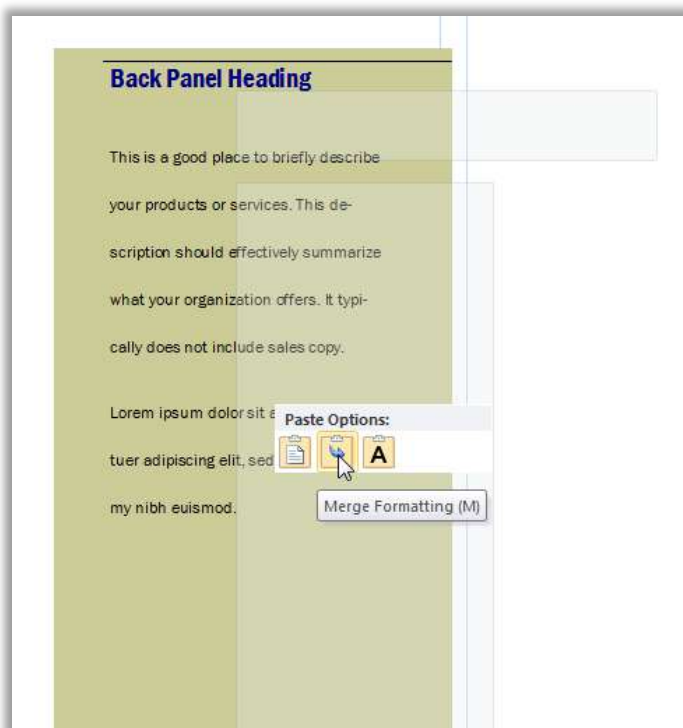 Back Panel Heading
This is a good place to briefly describe
your products or services. This de-
scription should effectively summarize
what your organization offers. It typi-
cally does not include sales copy.
Lorem ipsum dolor sit a
Paste Options:
tuer adipiscing elit, sed
A
my nibh euismod.
Merge Formatting (M)